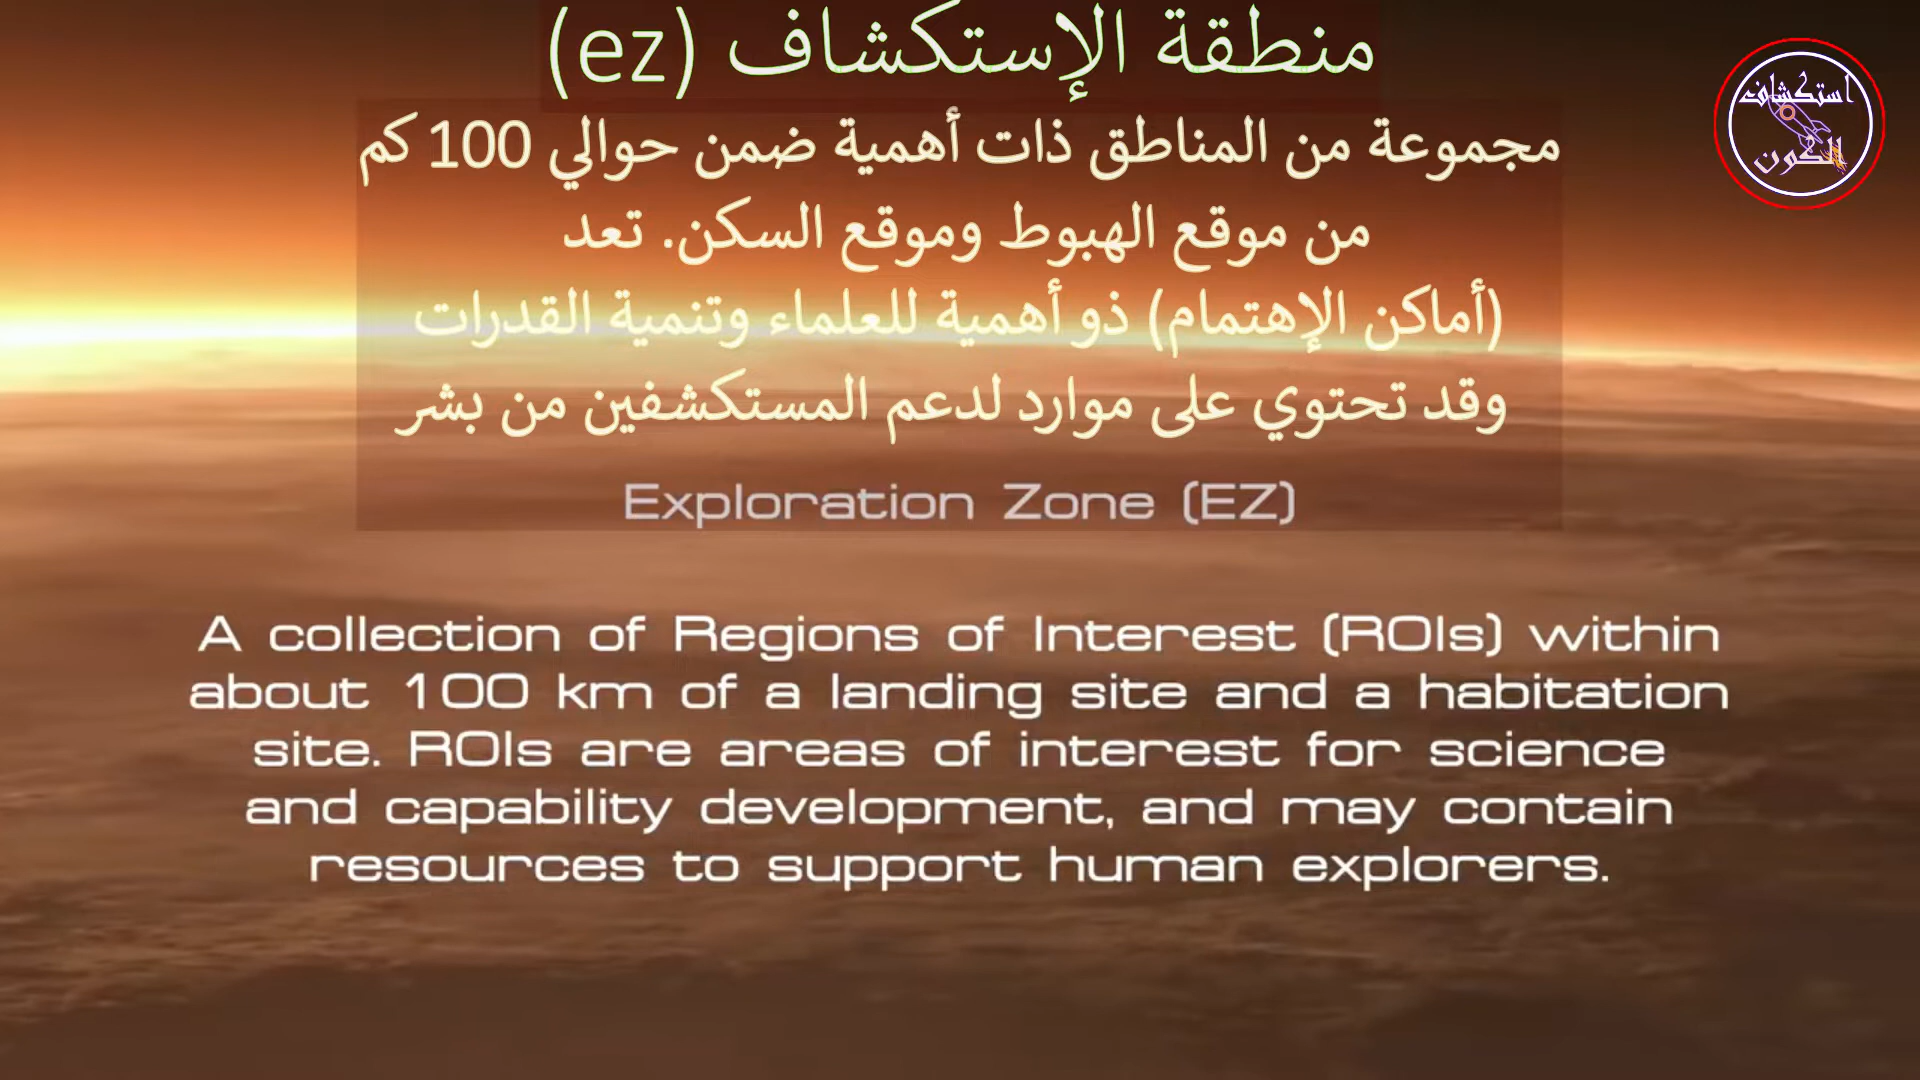 منطقة الإستكشاف (ez)
مجموعة من المناطق ذات أهمية ضمن حوالي 100 كم
من موقع الهبوط وموقع السكن. تعد
(أماكن الإهتمام) ذو أهمية للعلماء وتنمية القدرات
وقد تحتوي على موارد لدعم المستكشفين من بشر
استكشاف
الكون
Exploration Zone (EZ)
A collection of Regions of Interest (ROIs) within
about 100 km of a landing site and a habitation
site. ROIs are areas of interest for science
and capability development, and may contain
resources to support human explorers.